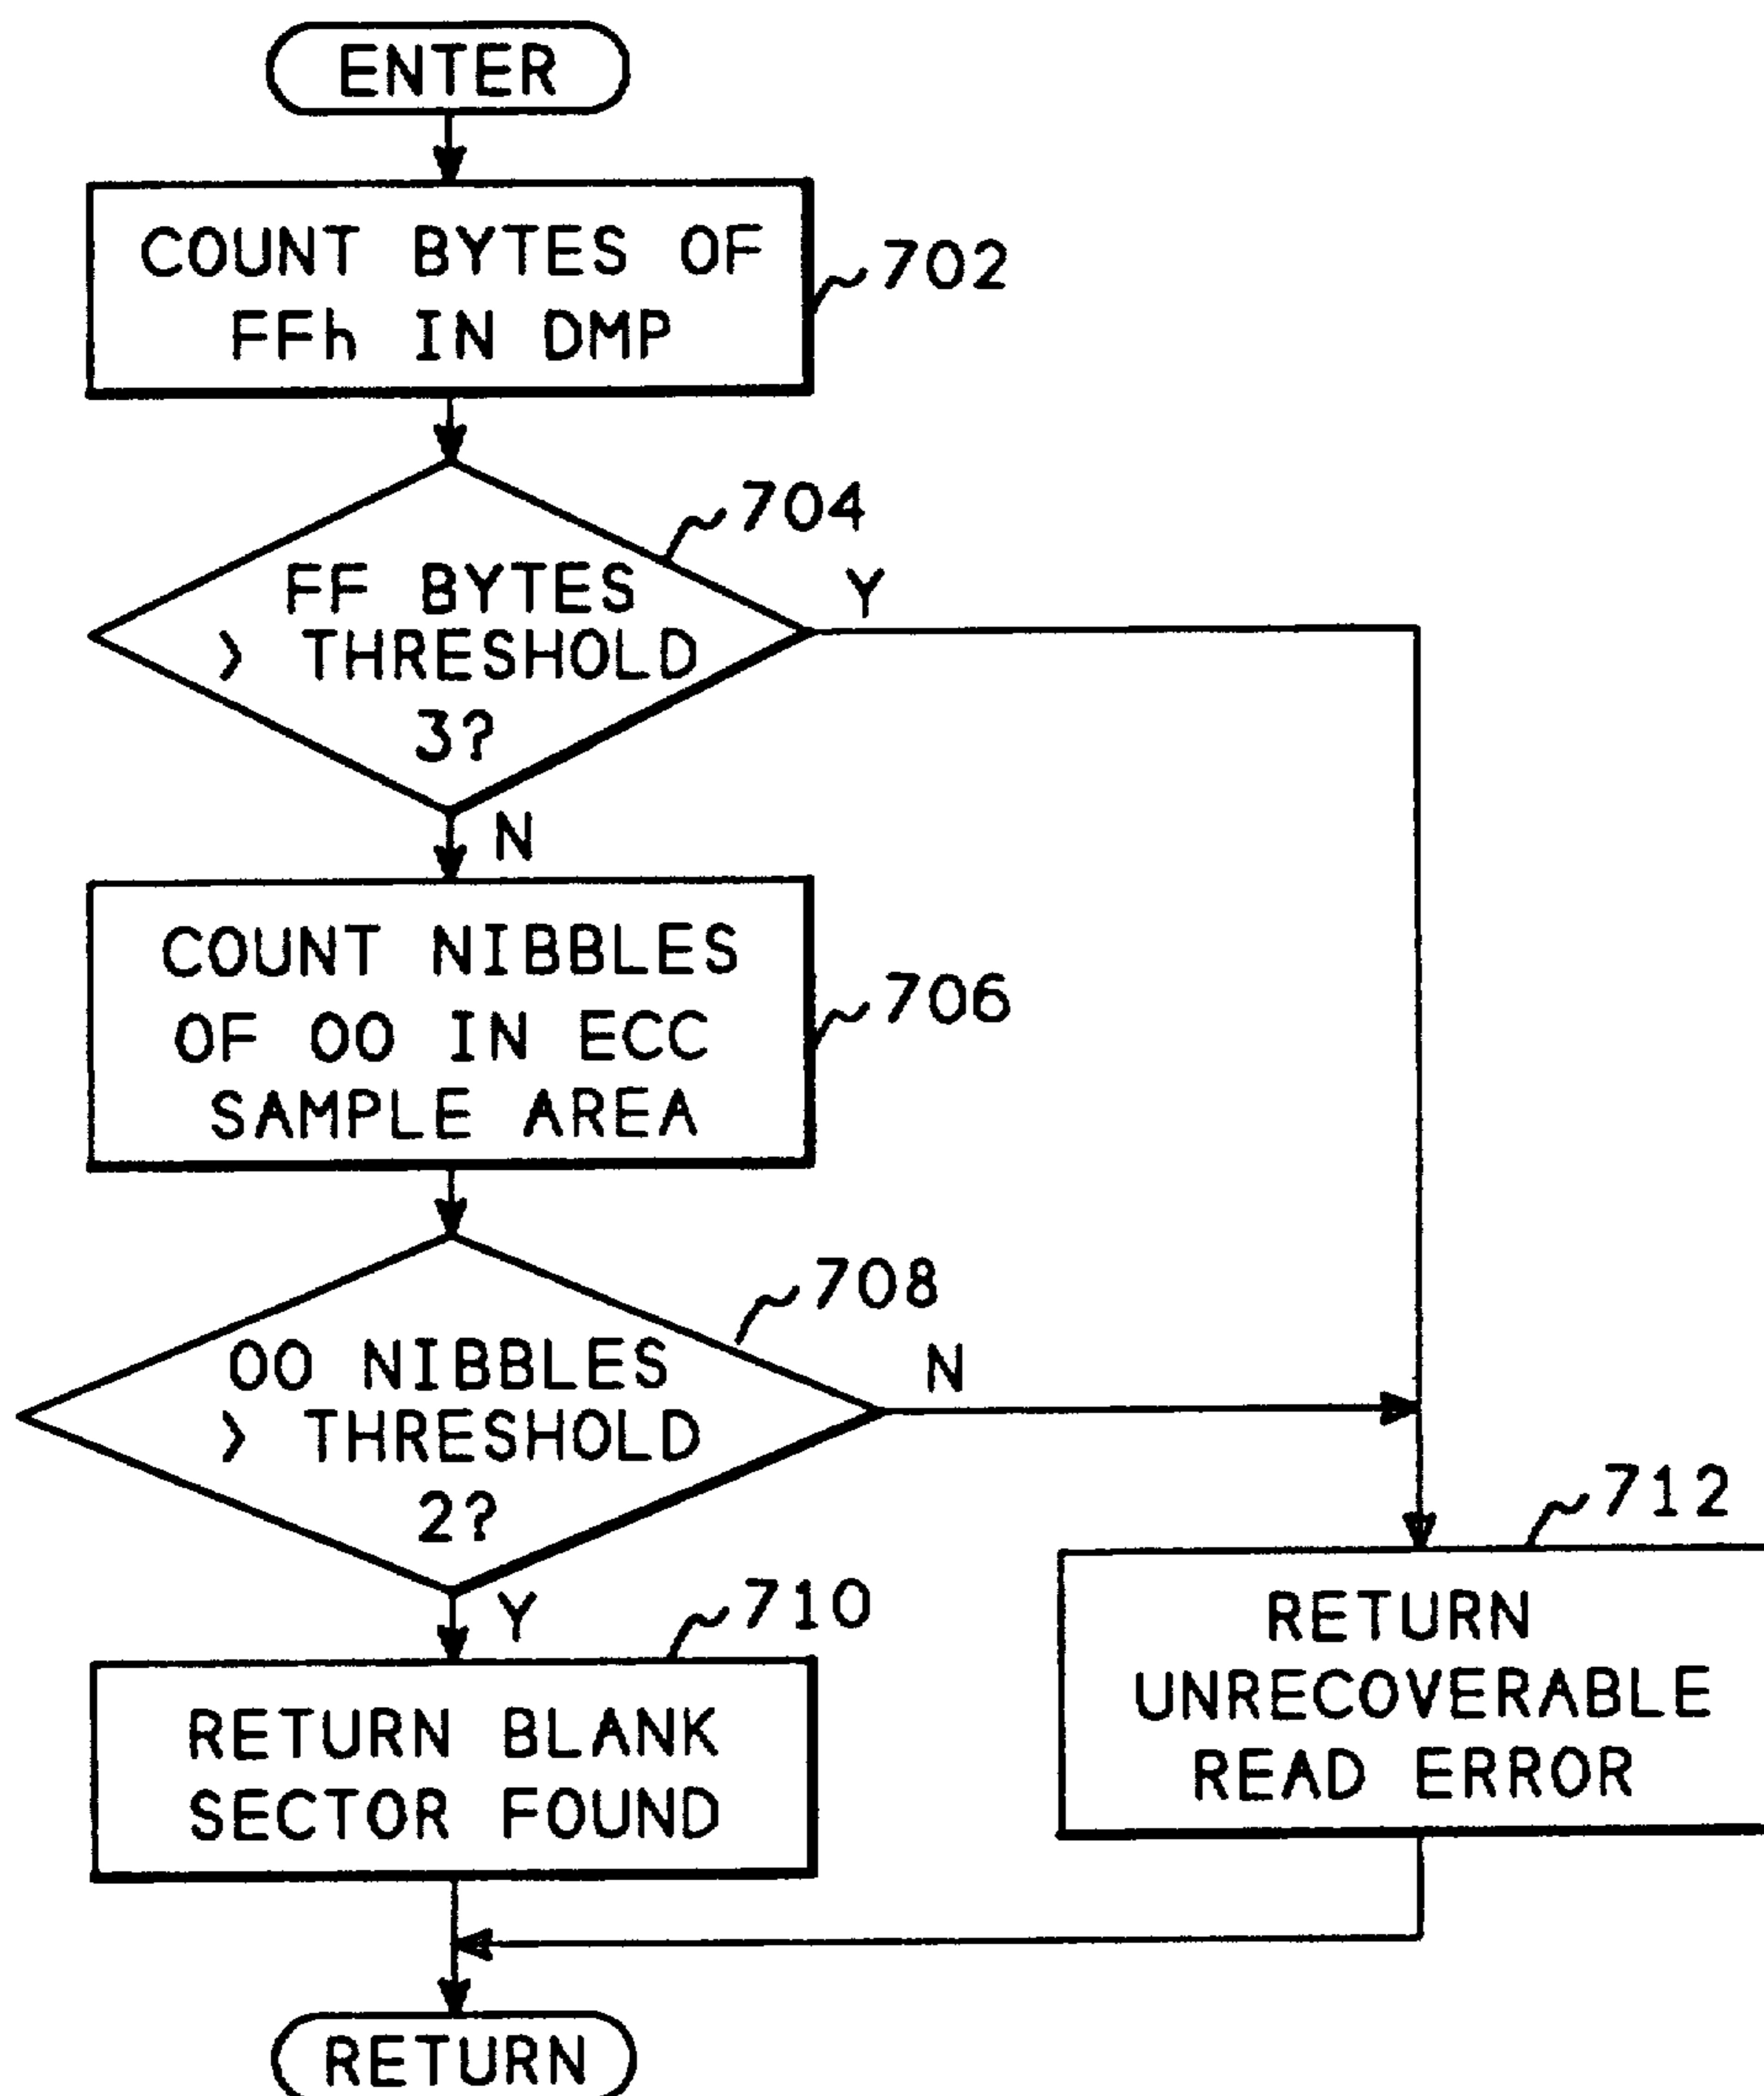 ENTER
COUNT BYTES OF
FFh IN DMP
702
704
FF BYTES
> THRESHOLD
3?
Y
N
COUNT NIBBLES
OF 00 IN ECC
SAMPLE AREA
706
708
00 NIBBLES
> THRESHOLD
2?
N
Y
710
RETURN BLANK
SECTOR FOUND
712
RETURN
UNRECOVERABLE
READ ERROR
RETURN